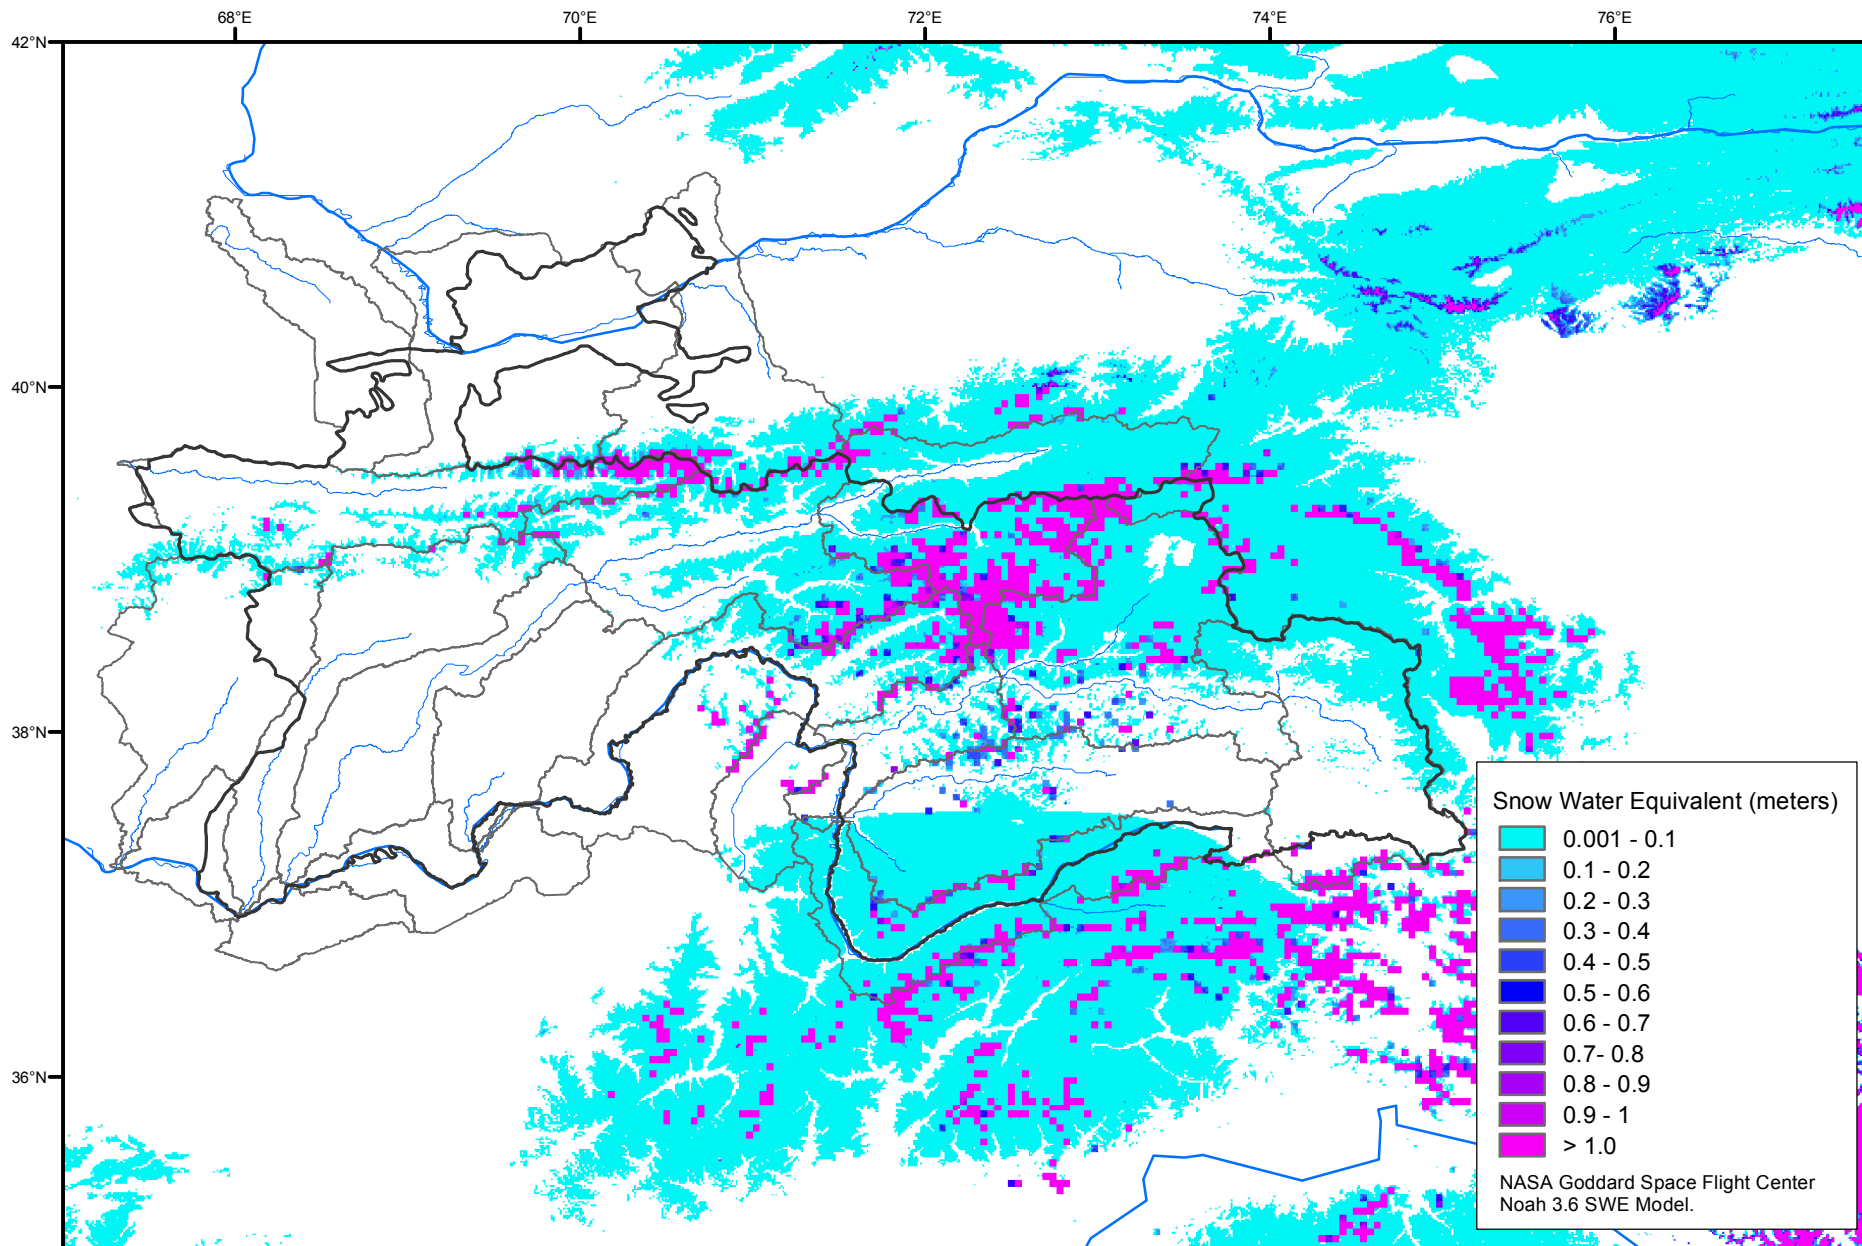 68°E 70°E 72°E 74°E 76°E
42°N
40°N
38°N
36°N
Snow Water Equivalent (meters)
0.001 - 0.1
0.1 - 0.2
0.2 - 0.3
0.3 - 0.4
0.4 - 0.5
0.5 - 0.6
0.6 - 0.7
0.7- 0.8
0.8 - 0.9
0.9 - 1
> 1.0
NASA Goddard Space Flight Center
Noah 3.6 SWE Model.